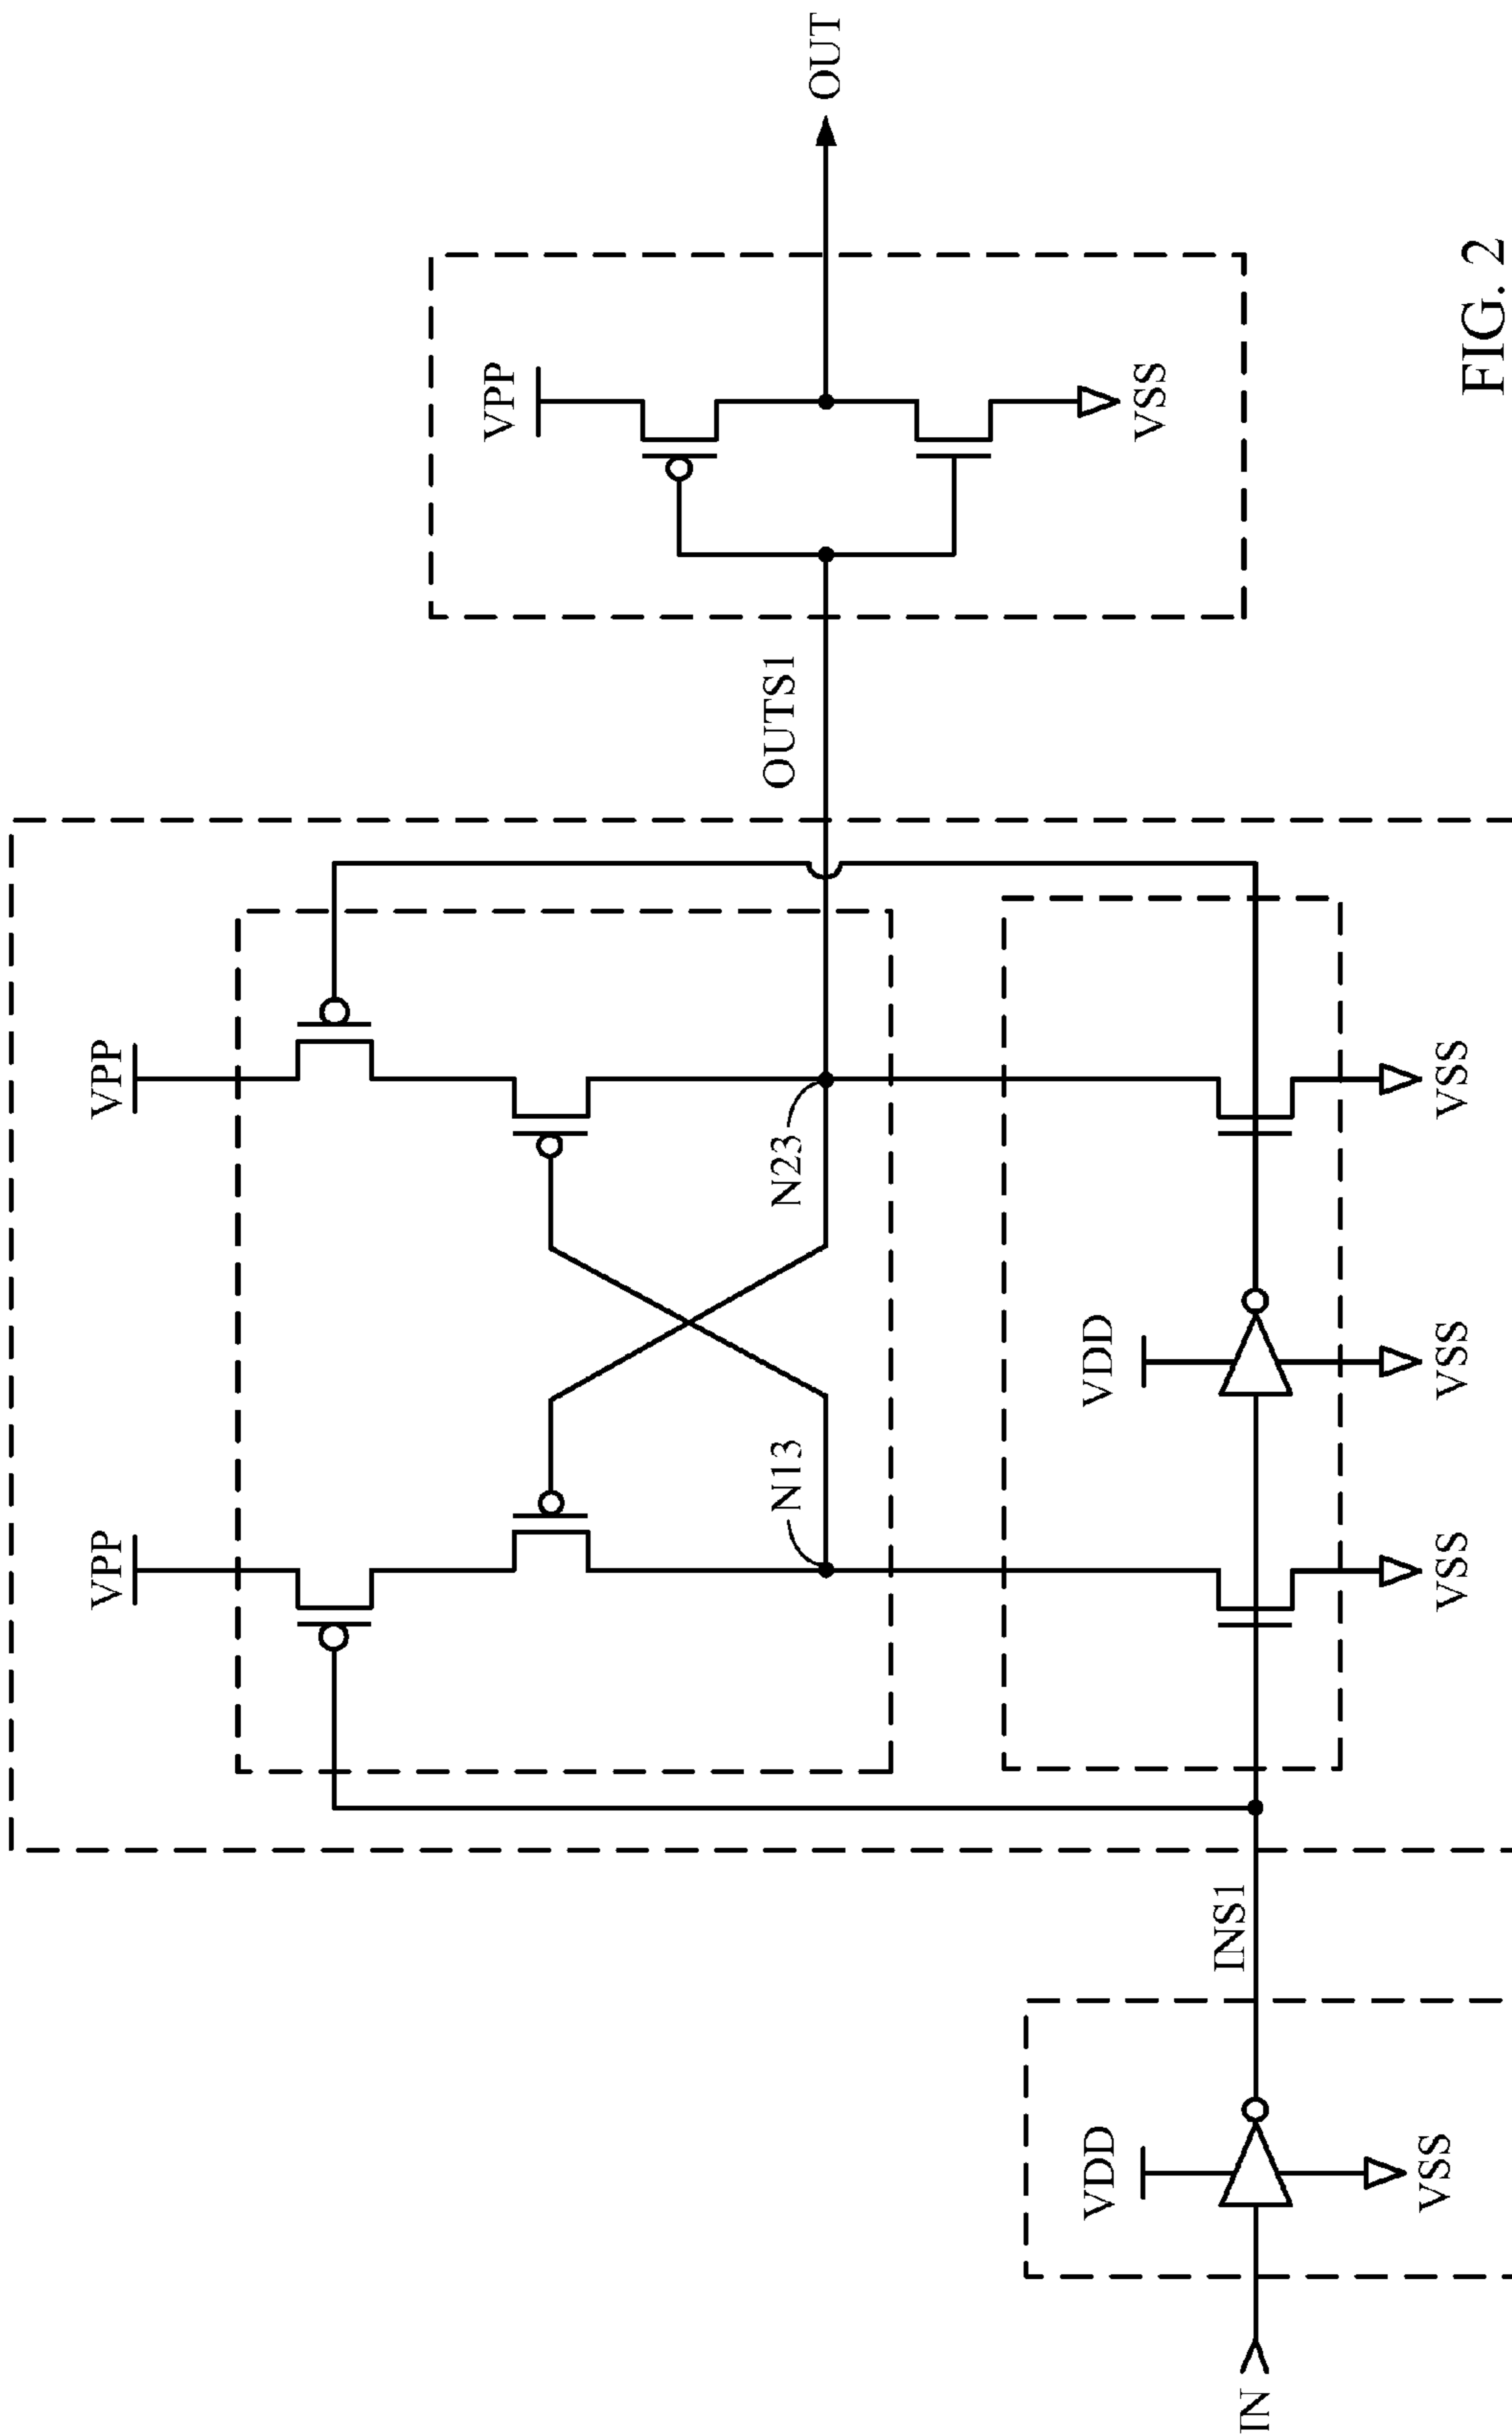 OUT
VPP
VSS
OUTS1
VPP
VPP
N23
N13
VDD
VSS
VSS
VSS
INS1
VDD
VSS
IN
FIG. 2